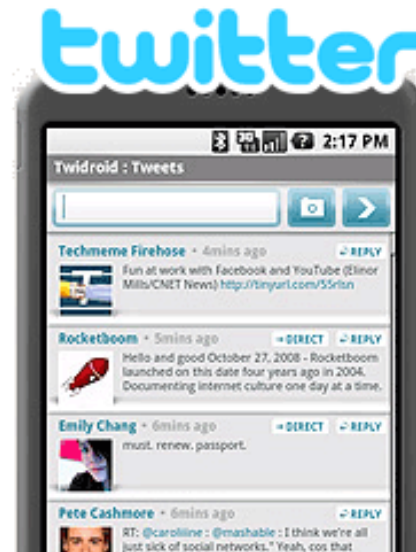 twitter
3G 2:17 PM
Twidroid : Tweets
Techmeme Firehose • 4mins ago REPLY
Fun at work with Facebook and YouTube (Elinor
Mills/CNET News) http://tinyurl.com/55rlsn
Rocketboom • 5mins ago DIRECT REPLY
Hello and good October 27, 2008 - Rocketboom
launched on this date four years ago in 2004.
Documenting internet culture one day at a time.
Emily Chang • 6mins ago DIRECT REPLY
must. renew. passport.
Pete Cashmore • 6mins ago REPLY
RT: @caroliiine : @mashable : I think we're all
just sick of social networks." Yeah, cos that